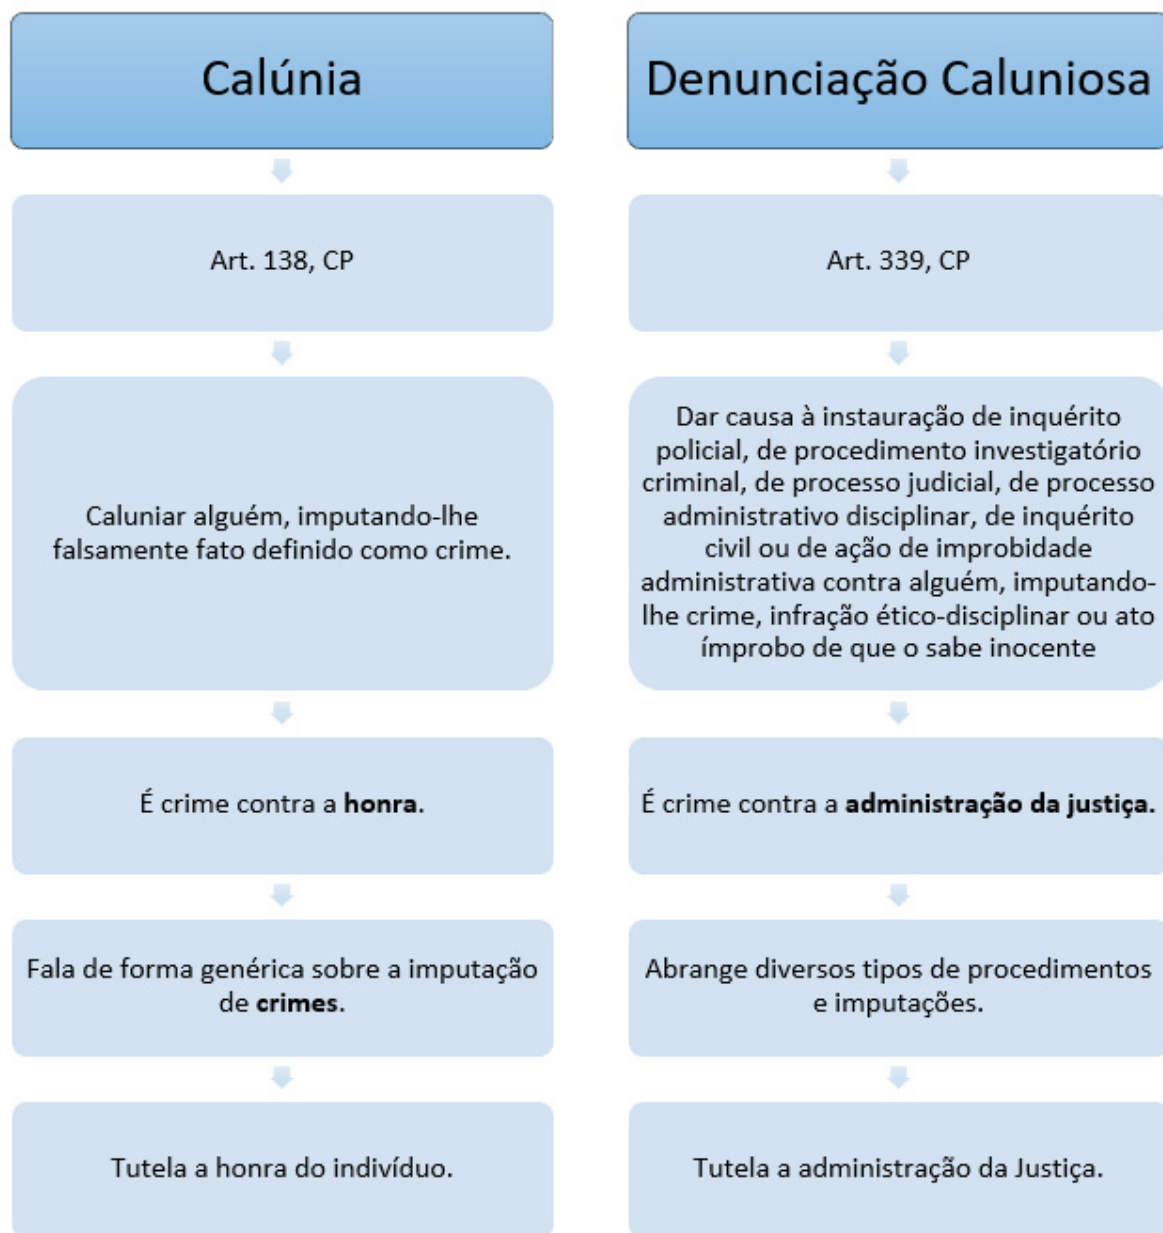 Calúnia
Art. 138, CP
Caluniar alguém, imputando-lhe
falsamente fato definido como crime.
É crime contra a honra.
Fala de forma genérica sobre a imputação
de crimes.
Tutela a honra do indivíduo.
Denunciação Caluniosa
Art. 339, CP
Dar causa à instauração de inquérito
policial, de procedimento investigatório
criminal, de processo judicial, de processo
administrativo disciplinar, de inquérito
civil ou de ação de improbidade
administrativa contra alguém, imputando-
lhe crime, infração ético-disciplinar ou ato
ímprobo de que o sabe inocente
É crime contra a administração da justiça.
Abrange diversos tipos de procedimentos
e imputações.
Tutela a administração da Justiça.